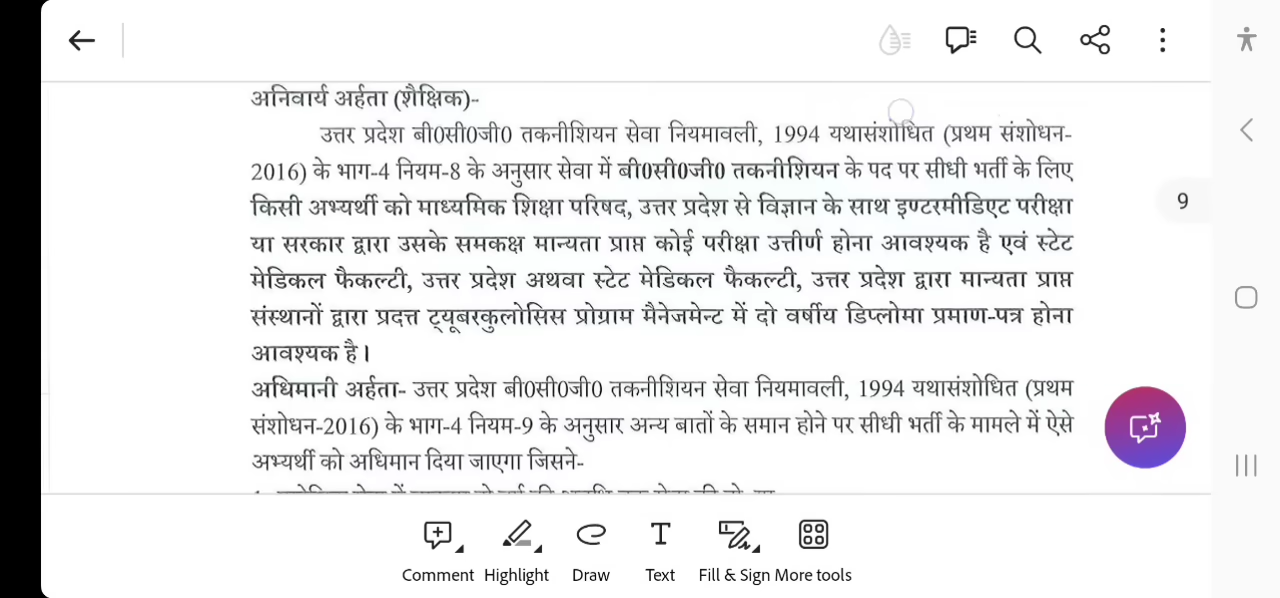 अनिवार्य अर्हता (शैक्षिक)-
उत्तर प्रदेश बी0सी0जी0 तकनीशियन सेवा नियमावली, 1994 यथासंशोधित (प्रथम संशोधन-
9
2016) के भाग-4 नियम-8 के अनुसार सेवा में बी0सी0जी0 तकनीशियन के पद पर सीधी भर्ती के लिए
किसी अभ्यर्थी को माध्यमिक शिक्षा परिषद, उत्तर प्रदेश से विज्ञान के साथ इण्टरमीडिएट परीक्षा
या सरकार द्वारा उसके समकक्ष मान्यता प्राप्त कोई परीक्षा उत्तीर्ण होना आवश्यक है एवं स्टेट
मेडिकल फैकल्टी, उत्तर प्रदेश अथवा स्टेट मेडिकल फैकल्टी, उत्तर प्रदेश द्वारा मान्यता प्राप्त
संस्थानों द्वारा प्रदत्त ट्यूबरकुलोसिस प्रोग्राम मैनेजमेन्ट में दो वर्षीय डिप्लोमा प्रमाण-पत्र होना
आवश्यक है।
अधिमानी अर्हता- उत्तर प्रदेश बी0सी0जी0 तकनीशियन सेवा नियमावली, 1994 यथासंशोधित (प्रथम
संशोधन-2016) के भाग-4 नियम-9 के अनुसार अन्य बातों के समान होने पर सीधी भर्ती के मामले में ऐसे
अभ्यर्थी को अधिमान दिया जाएगा जिसने-
Comment Highlight Draw Text Fill & Sign More tools